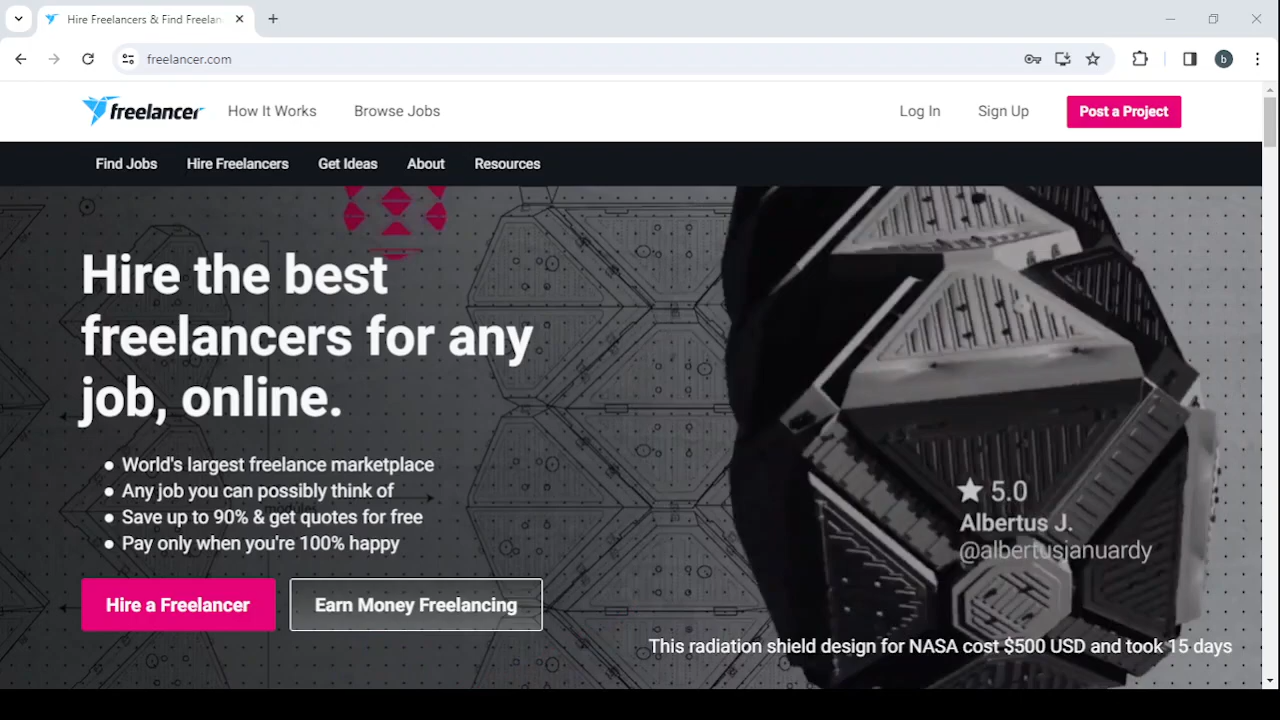 Hire Freelancers & Find Freelan
freelancer.com
b
freelancer
How It Works
Browse Jobs
Log In
Sign Up
Post a Project
Find Jobs
Hire Freelancers
Get Ideas
About
Resources
Hire the best
freelancers for any
job, online.
World's largest freelance marketplace
Any job you can possibly think of
Save up to 90% & get quotes for free
Pay only when you're 100% happy
Hire a Freelancer
Earn Money Freelancing
5.0
Albertus J.
@albertusjanuardy
This radiation shield design for NASA cost $500 USD and took 15 days